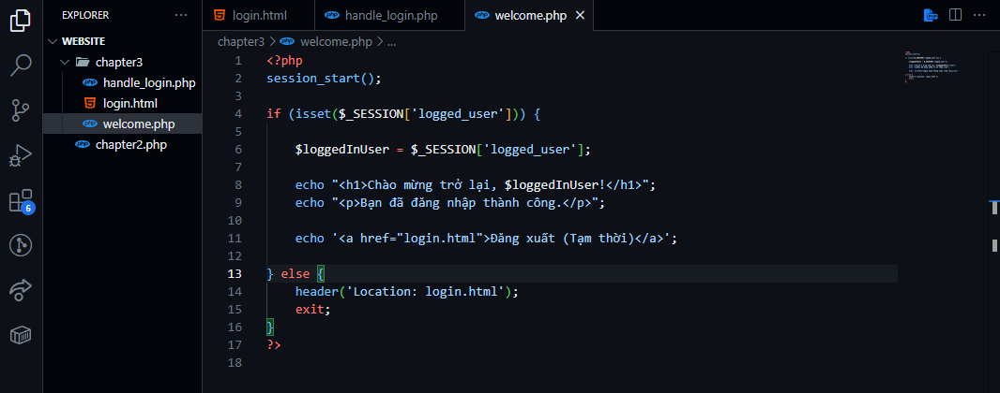 EXPLORER ...
login.html handle_login.php welcome.php
WEBSITE
chapter3
handle_login.php
login.html
welcome.php
chapter2.php
6
chapter3 > welcome.php > ...
1 <?php
2 session_start();
3
4 if (isset($_SESSION['logged_user'])) {
5
6 $loggedInUser = $_SESSION['logged_user'];
7
8 echo "<h1>Chào mừng trở lại, $loggedInUser!</h1>";
9 echo "<p>Bạn đã đăng nhập thành công.</p>";
10
11 echo '<a href="login.html">Đăng xuất (Tạm thời)</a>';
12
13 } else {
14 header('Location: login.html');
15 exit;
16 }
17 ?>
18